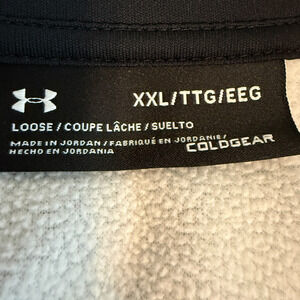 XXL/TTG/EEG
LOOSE / COUPE LÂCHE / SUELTO
MADE IN JORDAN / FABRIQUÉ EN JORDANIE/
HECHO EN JORDANIA
COLDGEAR